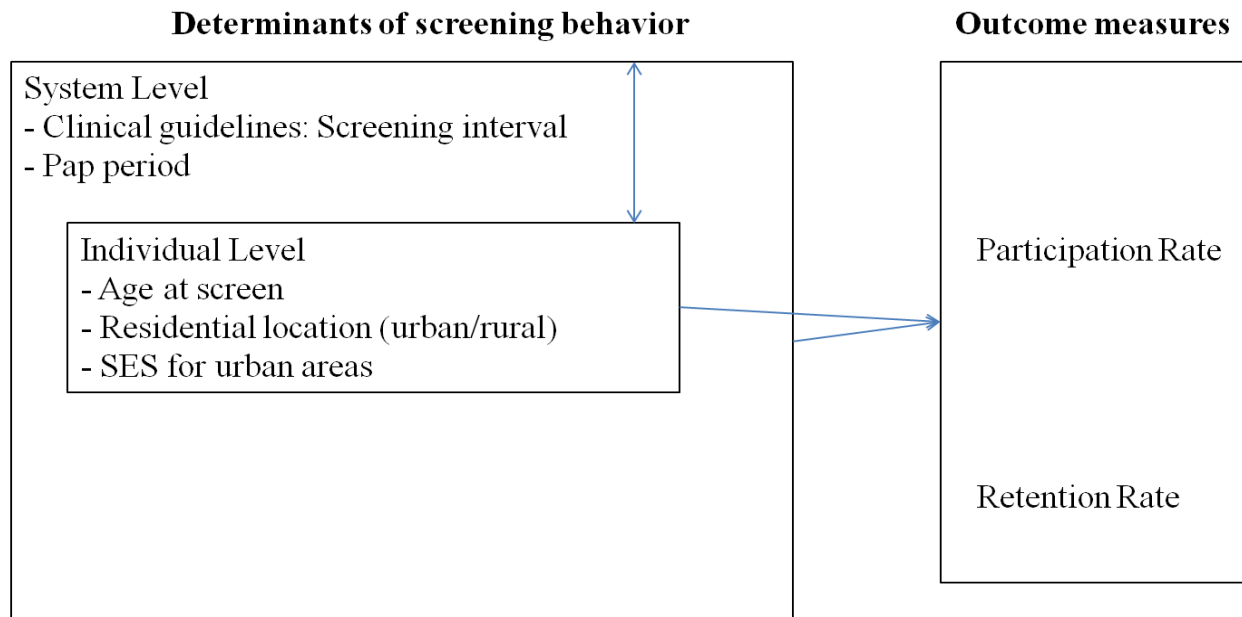 Determinants of screening behavior
Outcome measures
System Level
- Clinical guidelines: Screening interval
- Pap period
Individual Level
- Age at screen
- Residential location (urban/rural)
- SES for urban areas
Participation Rate
Retention Rate